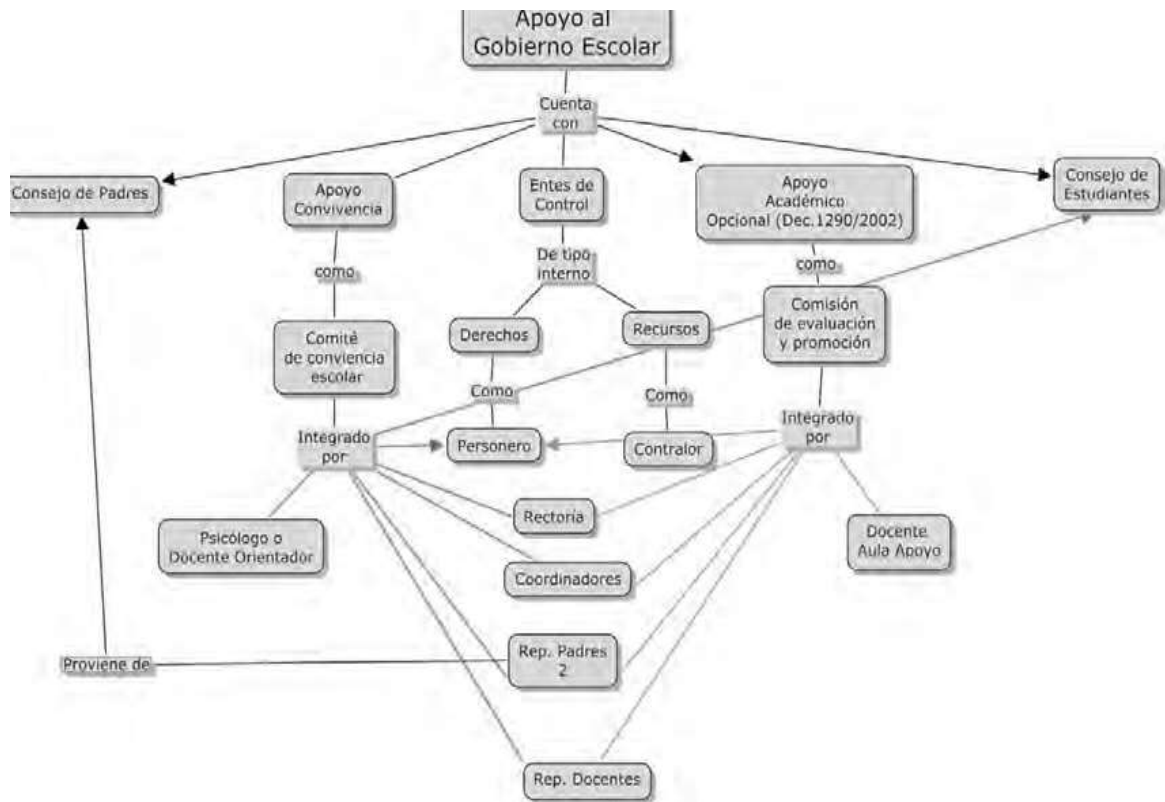 Apoyo al
Gobierno Escolar
Cuenta
con
Consejo de Padres
Apoyo
Convivencia
Entes de
Control
Apoyo
Académico
Opcional (Dec.1290/2002)
Consejo de
Estudiantes
como
De tipo
interno
como
Comité
de conviencia
escolar
Derechos
Recursos
Comisión
de evaluación
y promoción
Como
Como
Integrado
por
Personero
Contralor
Integrado
por
Psicólogo o
Docente Orientador
Rectoría
Docente
Aula Apoyo
Coordinadores
Proviene de
Rep. Padres
2
Rep. Docentes